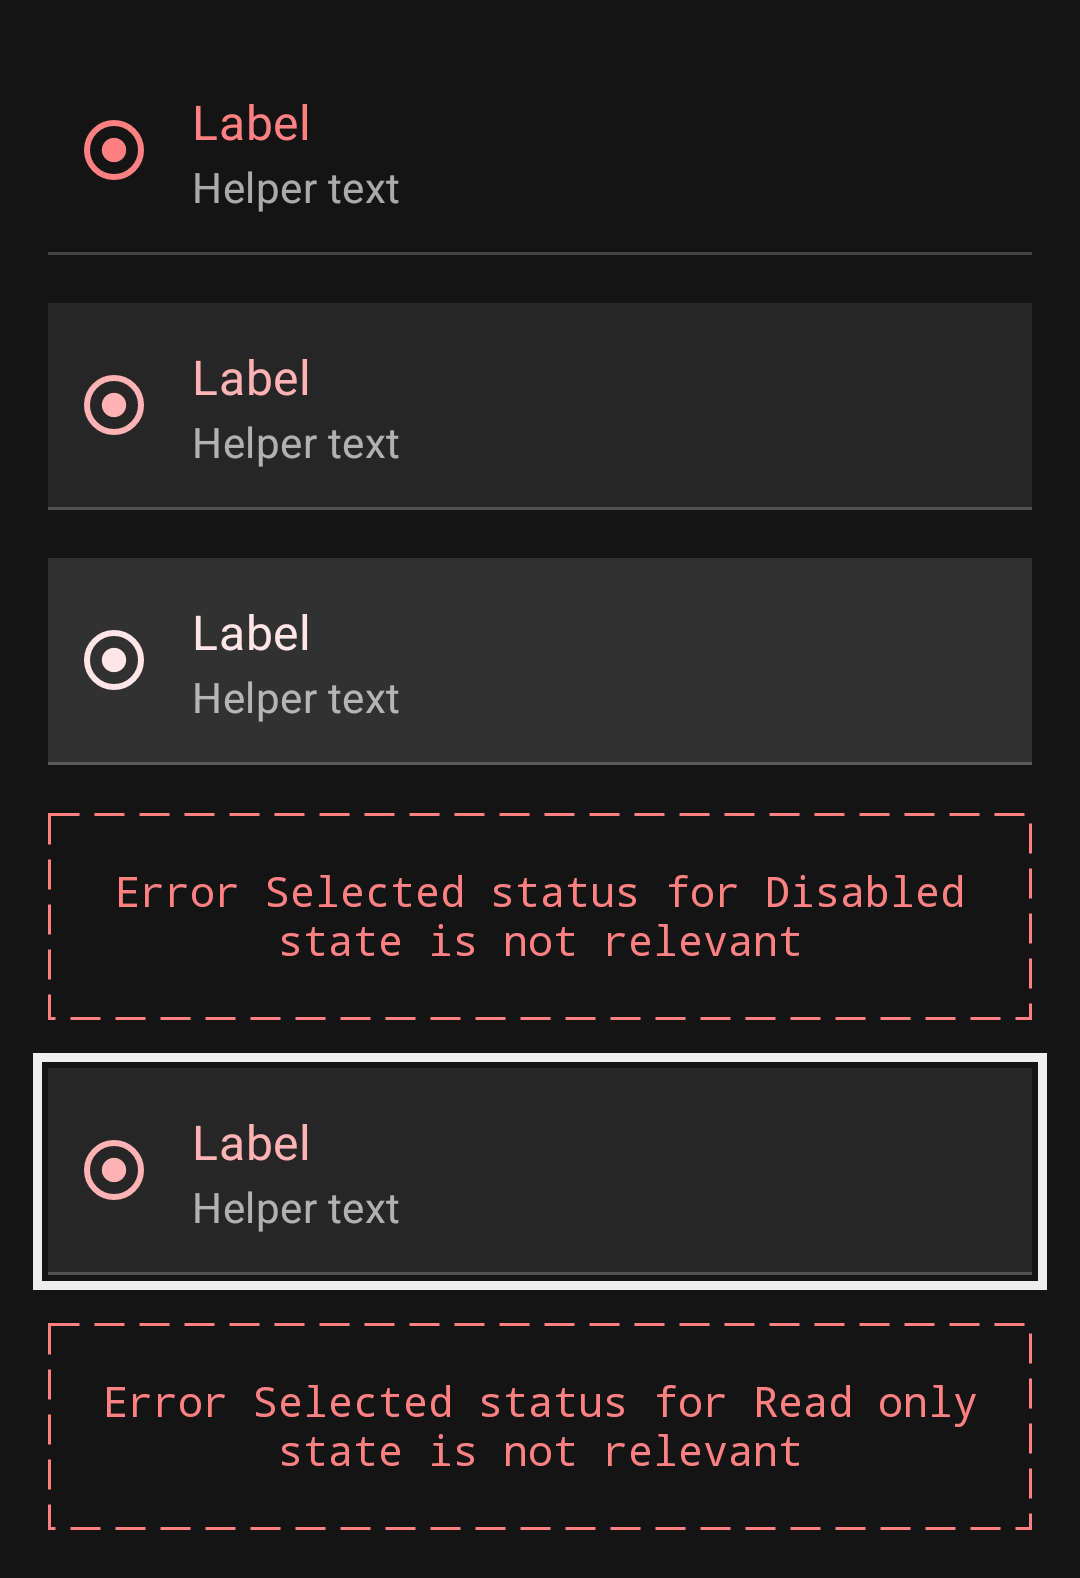 Label
Helper text
Label
Helper text
Label
Helper text
Error Selected status for Disabled
state is not relevant
Label
Helper text
Error Selected status for Read only
state is not relevant